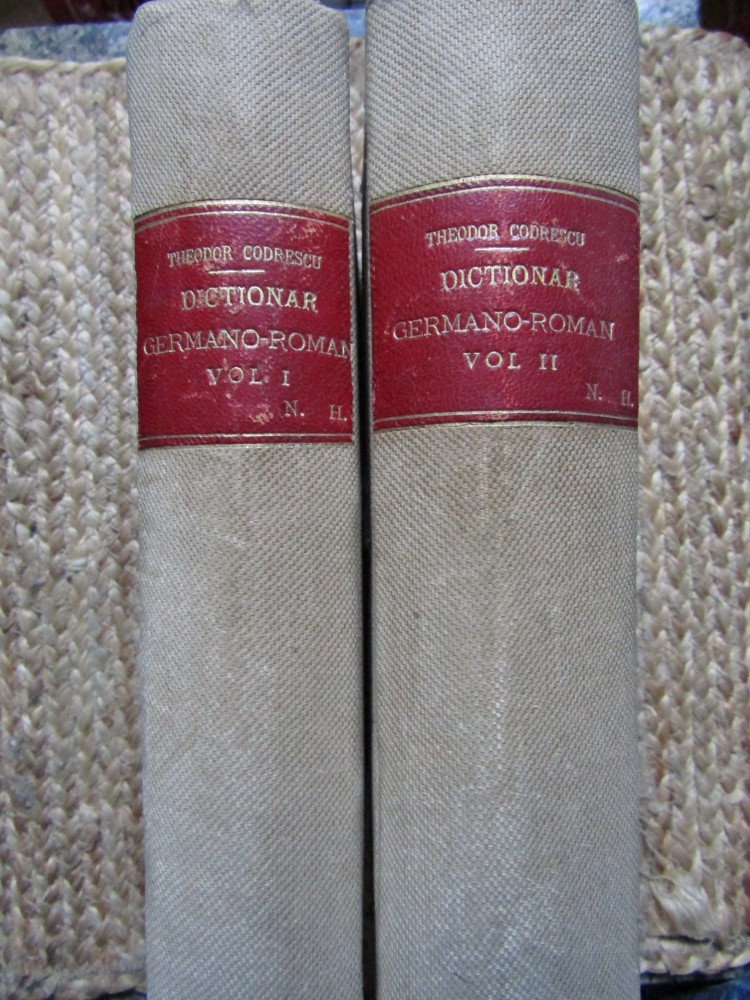 THEODOR CODRESCU
DICTIONAR
GERMANO-ROMAN
VOL. I
N. H.
THEODOR CODRESCU
DICTIONAR
GERMANO-ROMAN
VOL. II
N. H.